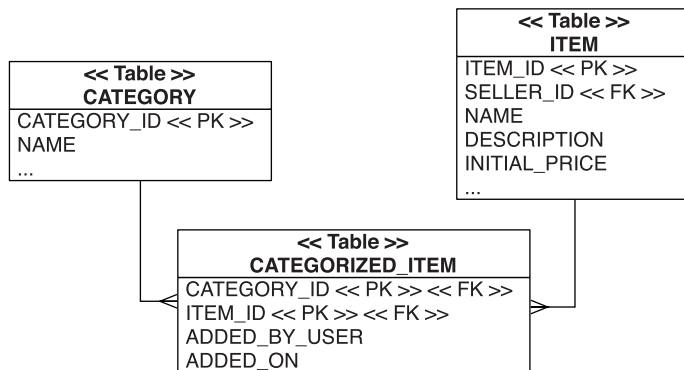 << Table >>
CATEGORY
CATEGORY_ID << PK >>
NAME
...
<< Table >>
ITEM
ITEM_ID << PK >>
SELLER_ID << FK >>
NAME
DESCRIPTION
INITIAL_PRICE
...
<< Table >>
CATEGORIZED_ITEM
CATEGORY_ID << PK >> << FK >>
ITEM_ID << PK >> << FK >>
ADDED_BY_USER
ADDED_ON